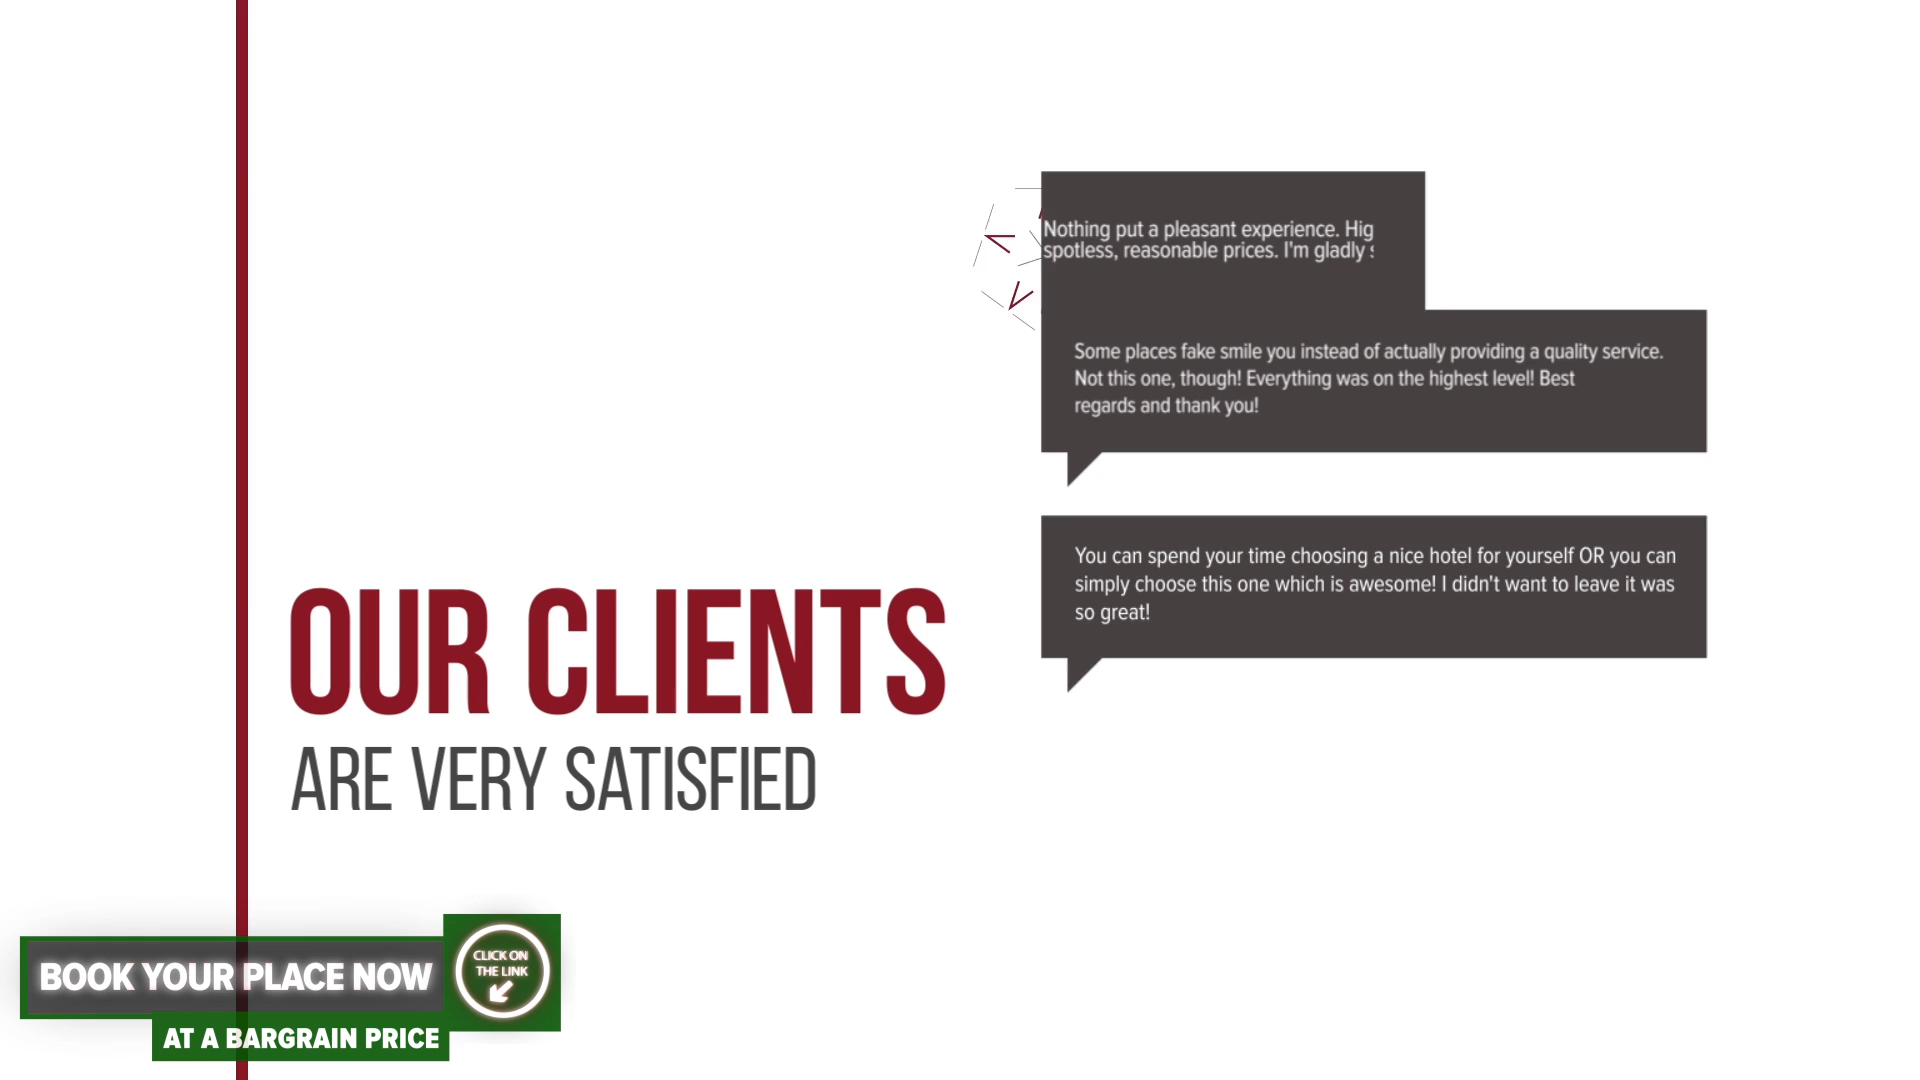 Nothing put a pleasant experience. Hig
spotless, reasonable prices. I'm gladly
Some places fake smile you instead of actually providing a quality service.
Not this one, though! Everything was on the highest level! Best
regards and thank you!
You can spend your time choosing a nice hotel for yourself OR you can
simply choose this one which is awesome! I didn't want to leave it was
so great!
OUR CLIENTS
ARE VERY SATISFIED
BOOK YOUR PLACE NOW
CLICK ON
THE LINK
AT A BARGRAIN PRICE